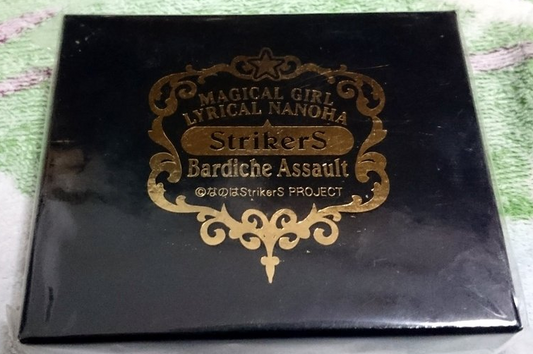 MAGICAL GIRL
LYRICAL NANOHA
StrikerS
Bardiche Assault
©なのはStrikerS PROJECT